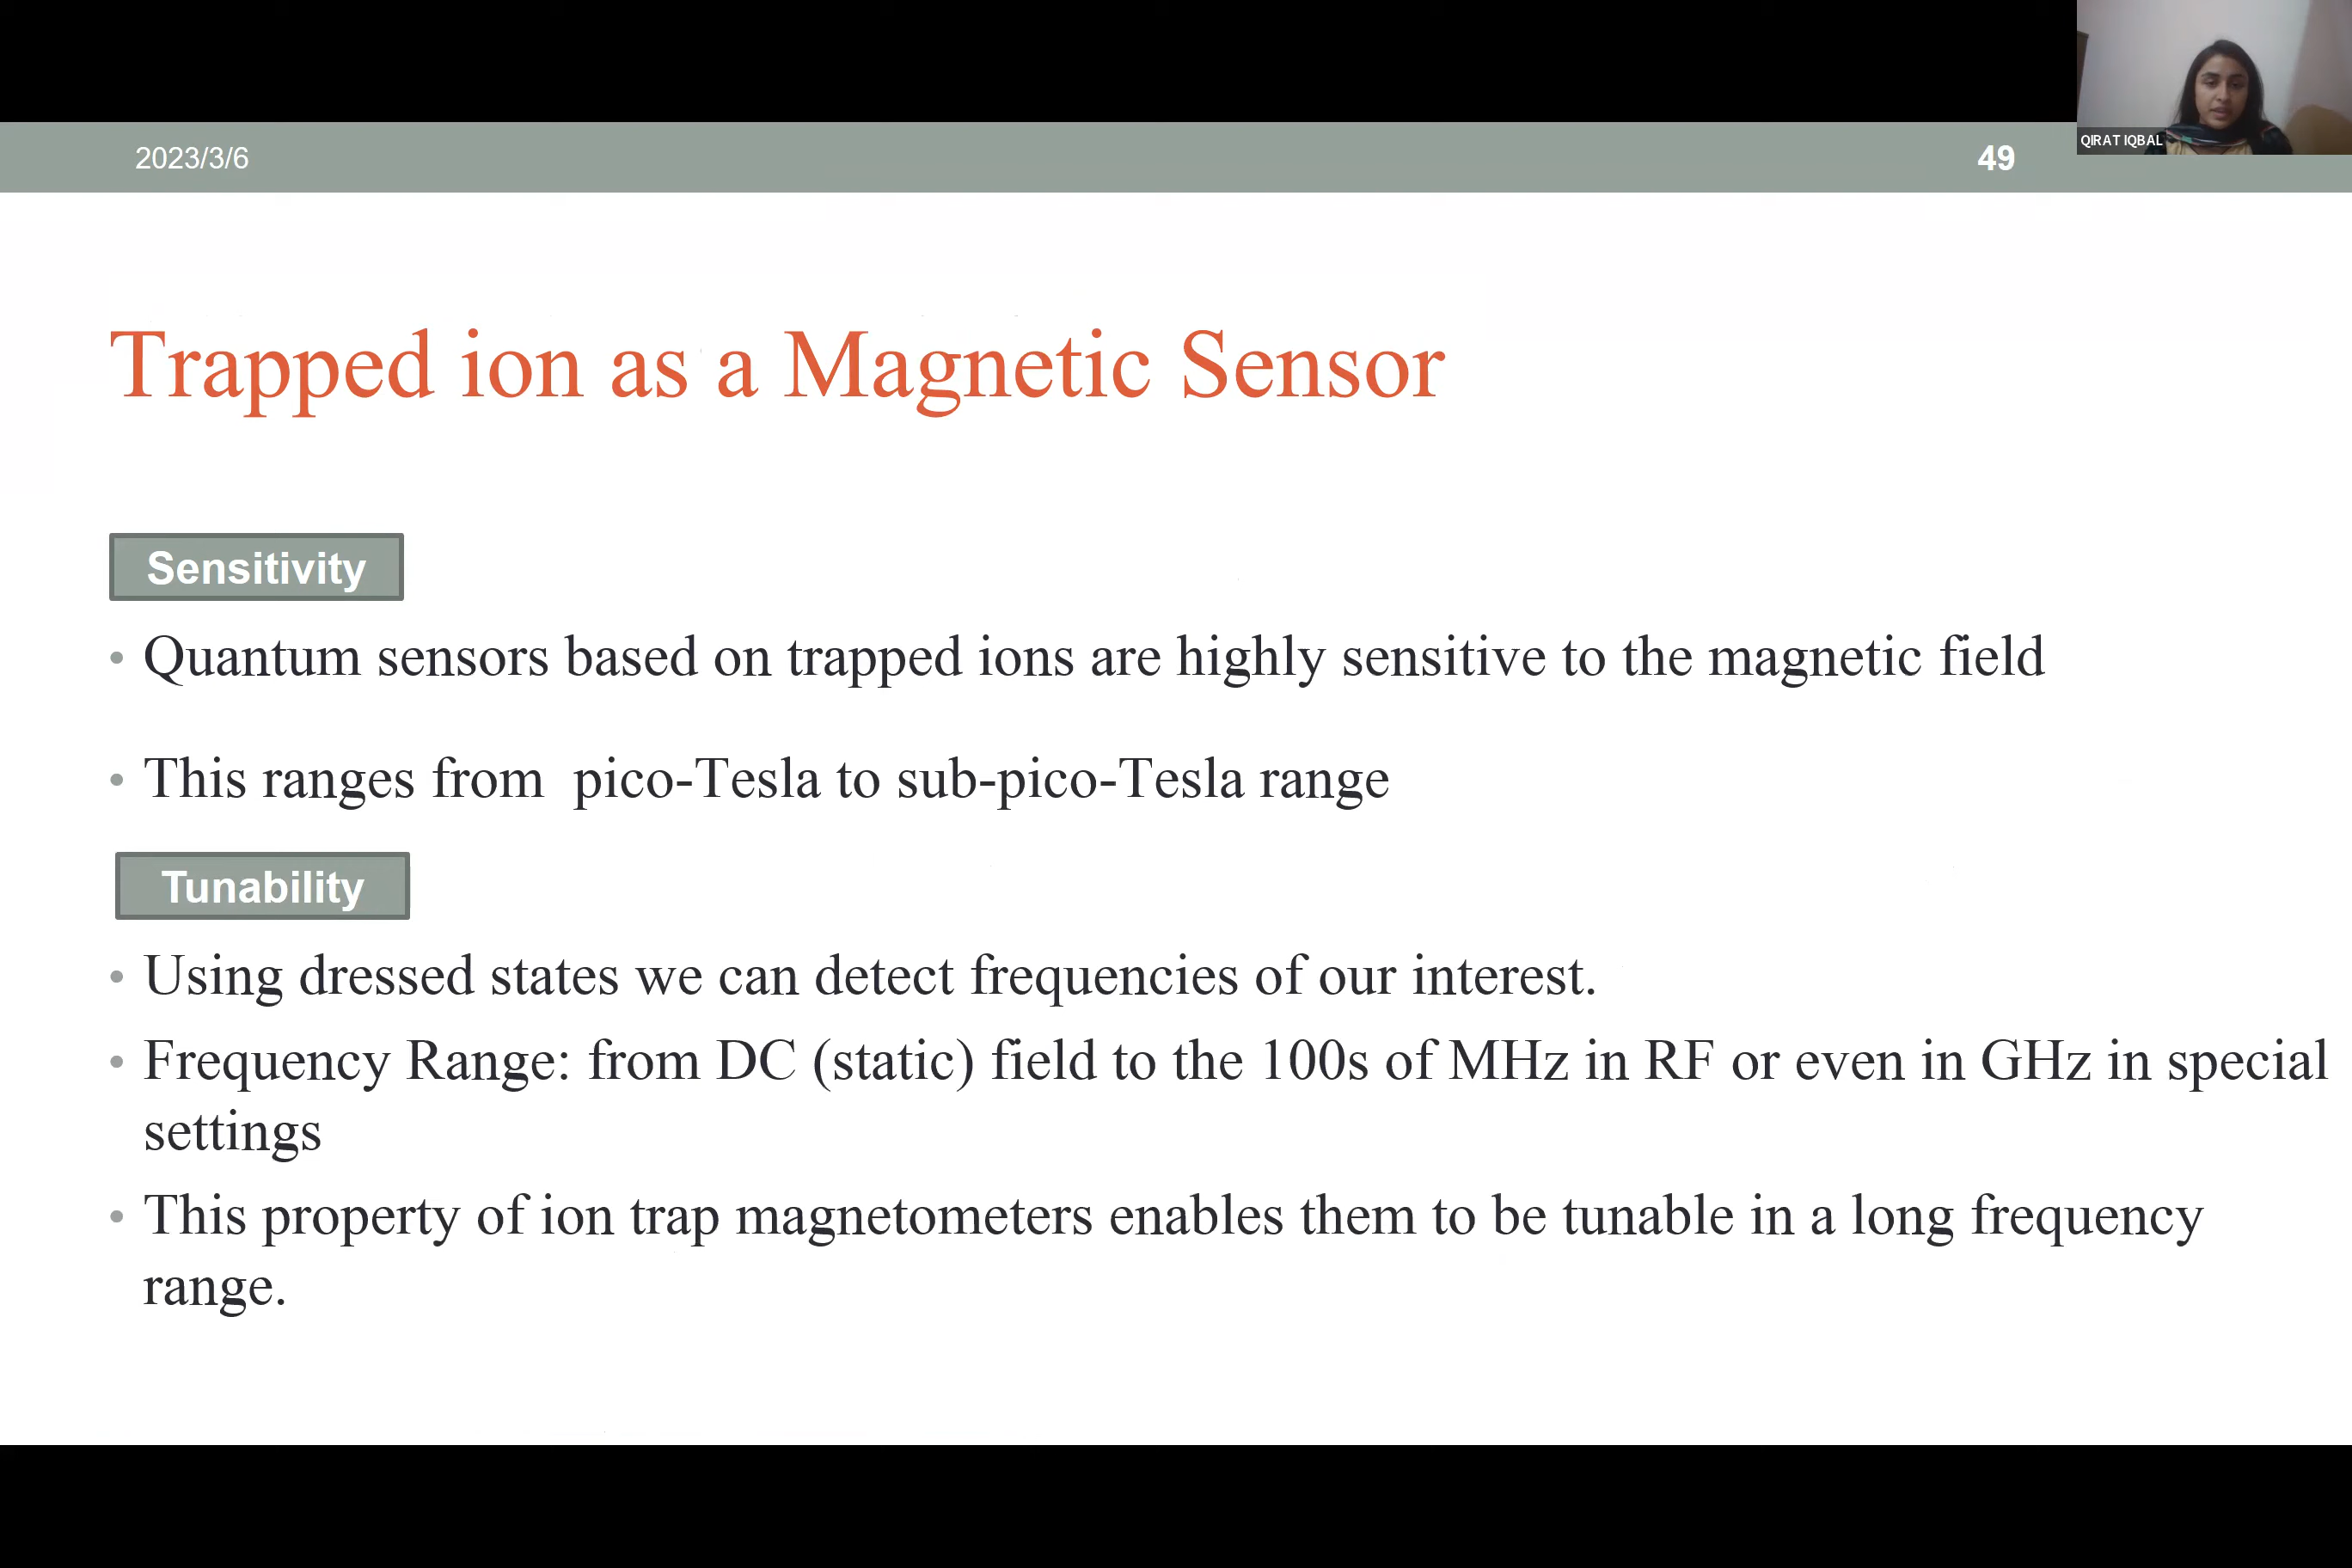 2023/3/6
49
QIRAT IQBAL
Trapped ion as a Magnetic Sensor
Sensitivity
• Quantum sensors based on trapped ions are highly sensitive to the magnetic field
• This ranges from  pico-Tesla to sub-pico-Tesla range
Tunability
• Using dressed states we can detect frequencies of our interest.
• Frequency Range: from DC (static) field to the 100s of MHz in RF or even in GHz in special
settings
• This property of ion trap magnetometers enables them to be tunable in a long frequency
range.